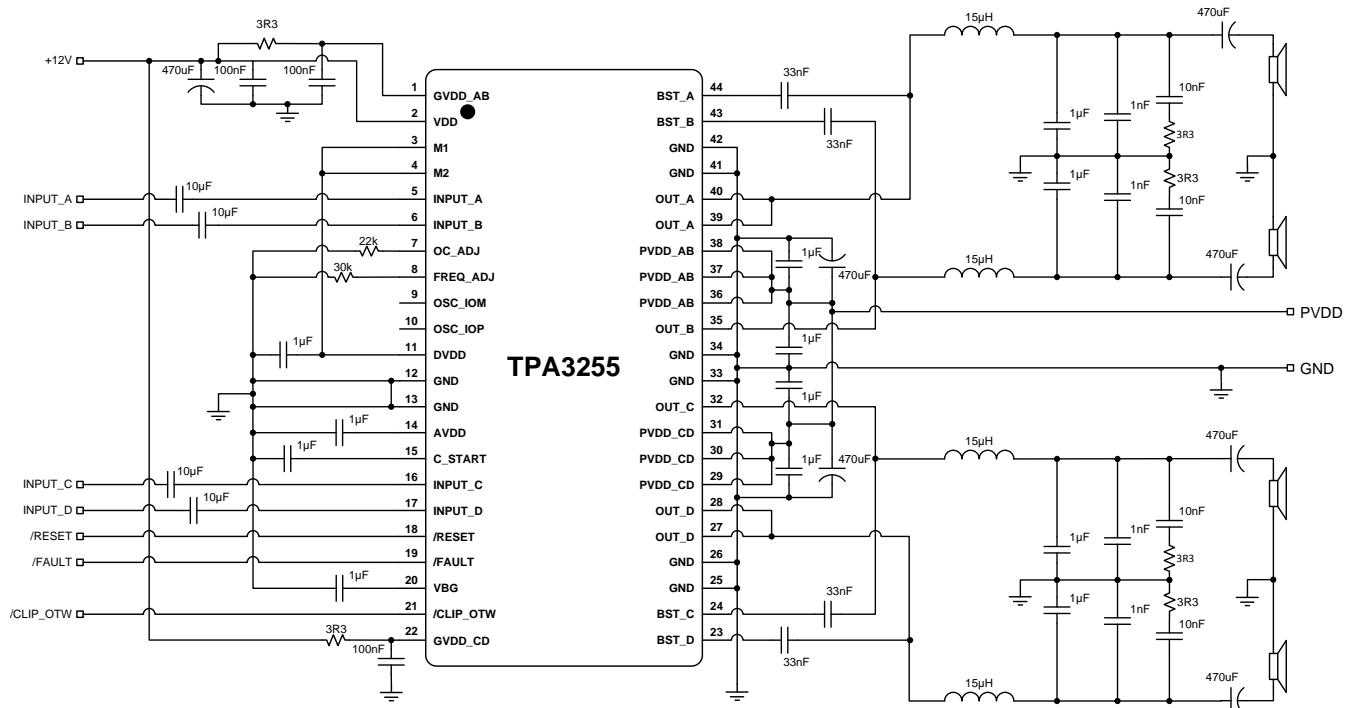 3R3
+12V
470uF
100nF
100nF
1
GVDD_AB
2
VDD
3
M1
4
M2
INPUT_A
10µF
5
INPUT_A
INPUT_B
10µF
6
INPUT_B
22k
7
OC_ADJ
30k
8
FREQ_ADJ
9
OSC_IOM
10
OSC_IOP
1µF
11
DVDD
12
GND
13
GND
1µF
14
AVDD
1µF
15
C_START
INPUT_C
10µF
16
INPUT_C
INPUT_D
10µF
17
INPUT_D
/RESET
18
/RESET
/FAULT
19
/FAULT
1µF
20
VBG
/CLIP_OTW
21
/CLIP_OTW
3R3
22
GVDD_CD
100nF
TPA3255
44
BST_A
33nF
43
BST_B
33nF
42
GND
41
GND
40
OUT_A
39
OUT_A
38
PVDD_AB
37
PVDD_AB
36
PVDD_AB
35
OUT_B
34
GND
33
GND
32
OUT_C
31
PVDD_CD
30
PVDD_CD
29
PVDD_CD
28
OUT_D
27
OUT_D
26
GND
25
GND
24
BST_C
33nF
23
BST_D
33nF
1µF
470uF
1µF
1µF
1µF
470uF
15µH
470uF
1µF
1nF
10nF
3R3
1µF
1nF
3R3
10nF
15µH
470uF
PVDD
GND
15µH
470uF
1µF
1nF
10nF
3R3
1µF
1nF
3R3
10nF
15µH
470uF